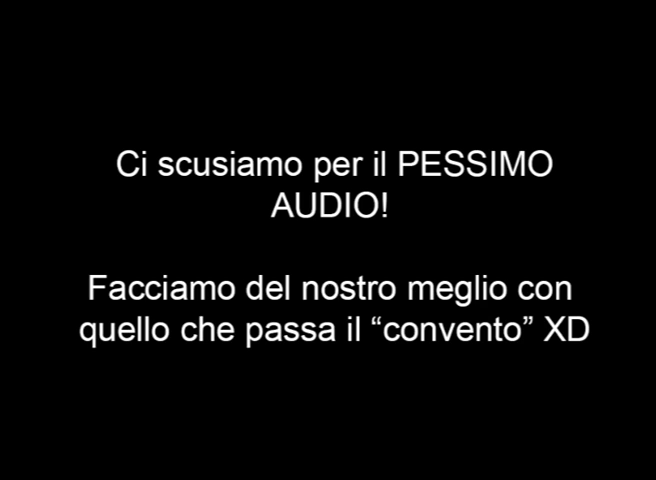 Ci scusiamo per il PESSIMO
AUDIO!
Facciamo del nostro meglio con
quello che passa il “convento” XD